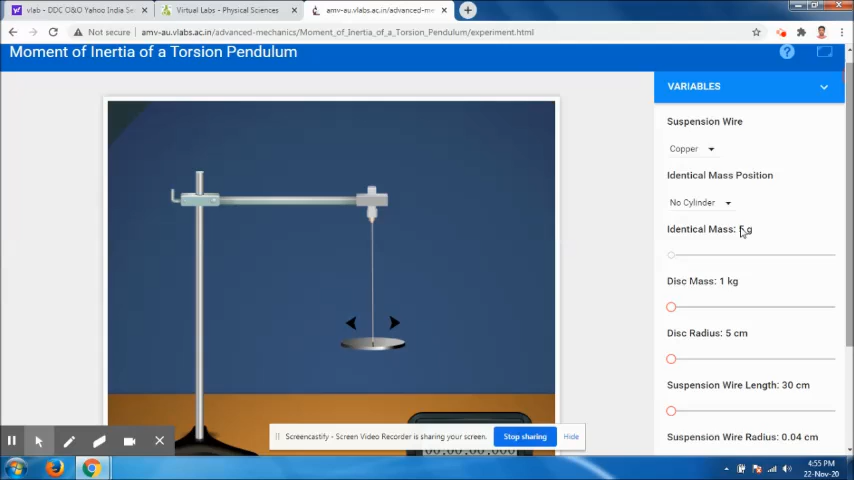 vlab - DDC O&O Yahoo India Se
Virtual Labs - Physical Sciences
amv-au.vlabs.ac.in/advanced-me
Not secure
amv-au.vlabs.ac.in/advanced-mechanics/Moment_of_Inertia_of_a_Torsion_Pendulum/experiment.html
Moment of Inertia of a Torsion Pendulum
VARIABLES
Suspension Wire
Copper
Identical Mass Position
No Cylinder
Identical Mass: g
Disc Mass: 1 kg
Disc Radius: 5 cm
Suspension Wire Length: 30 cm
Suspension Wire Radius: 0.04 cm
Screencastify - Screen Video Recorder is sharing your screen.
Stop sharing
Hide
4:55 PM
22-Nov-20